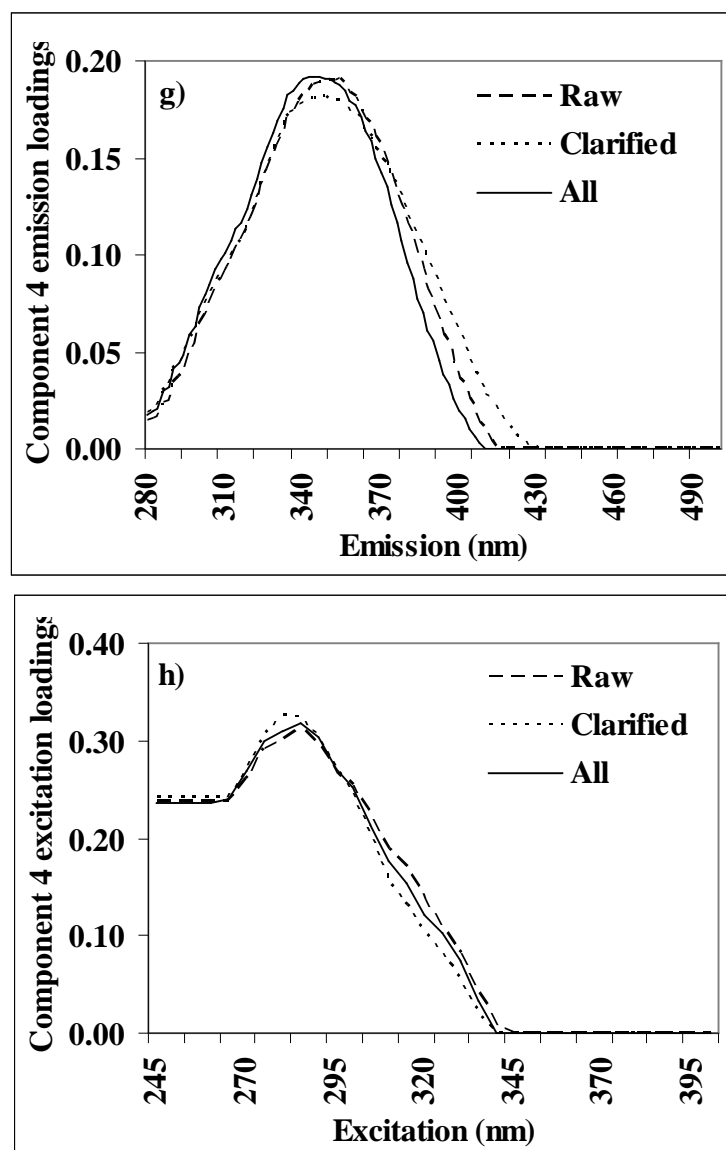 Component 4 emission loadings
g)
0.20
0.15
0.10
0.05
0.00
Raw
Clarified
All
280
310
340
370
400
430
460
490
Emission (nm)
Component 4 excitation loadings
h)
0.40
0.30
0.20
0.10
0.00
Raw
Clarified
All
245
270
295
320
345
370
395
Excitation (nm)